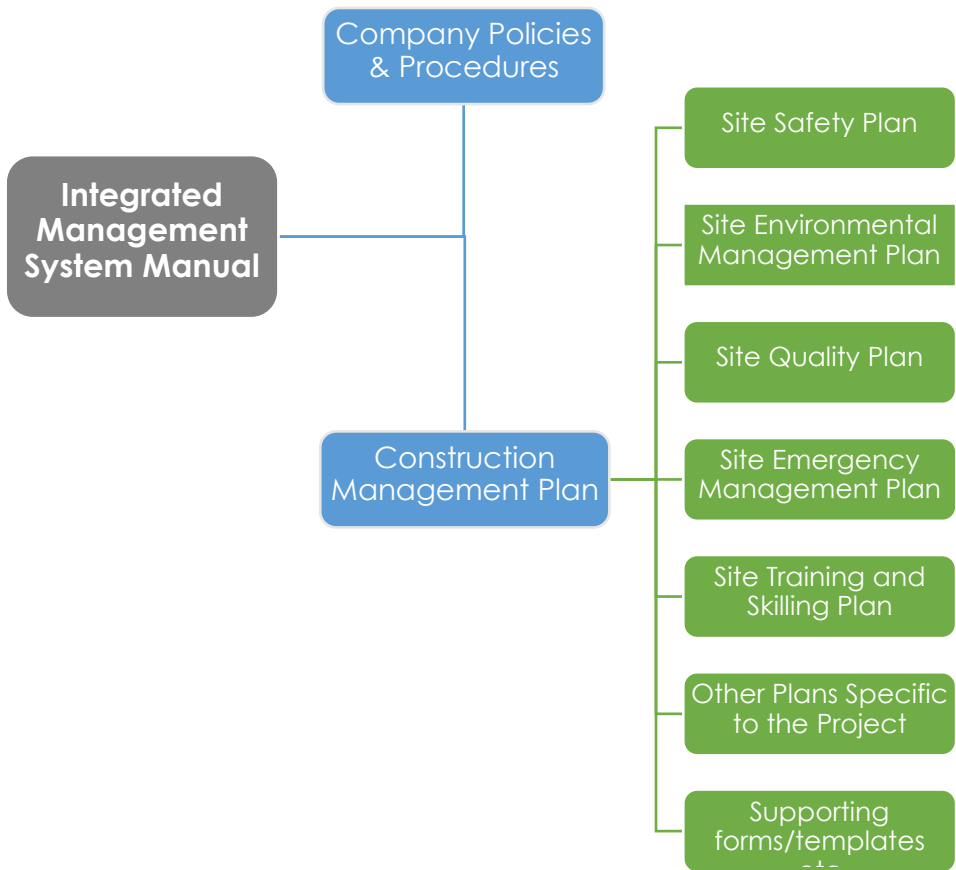 Company Policies
& Procedures
Integrated
Management
System Manual
Construction
Management Plan
Site Safety Plan
Site Environmental
Management Plan
Site Quality Plan
Site Emergency
Management Plan
Site Training and
Skilling Plan
Other Plans Specific
to the Project
Supporting
forms/templates